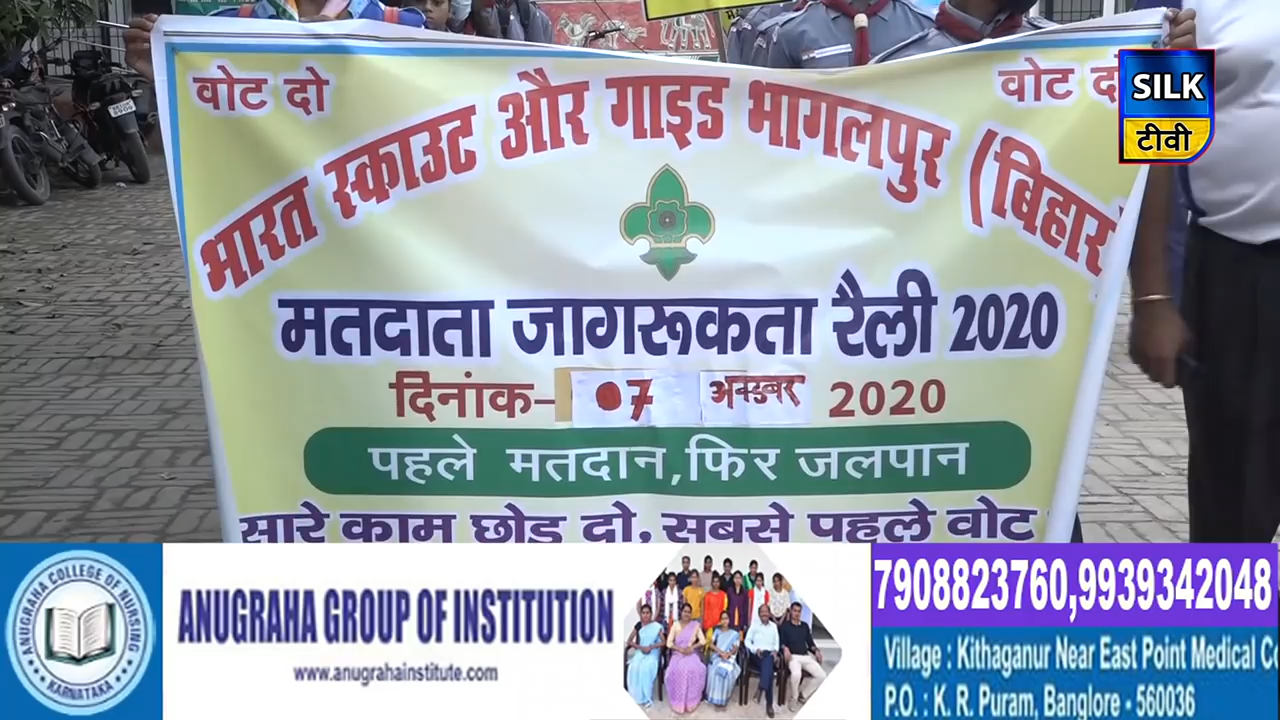 वोट दो
वोट दो
SILK
टीवी
भारत स्काउट और गाइड भागलपुर (बिहार)
मतदाता जागरूकता रैली 2020
दिनांक- 07 अक्टूबर 2020
पहले मतदान, फिर जलपान
सारे काम छोड़ दो, सबसे पहले वोट
ANUGRAHA COLLEGE OF NURSING
KARNATAKA
ANUGRAHA GROUP OF INSTITUTION
www.anugrahainstitute.com
7908823760,9939342048
Village : Kithaganur Near East Point Medical Co
P.O. : K. R. Puram, Banglore - 560036